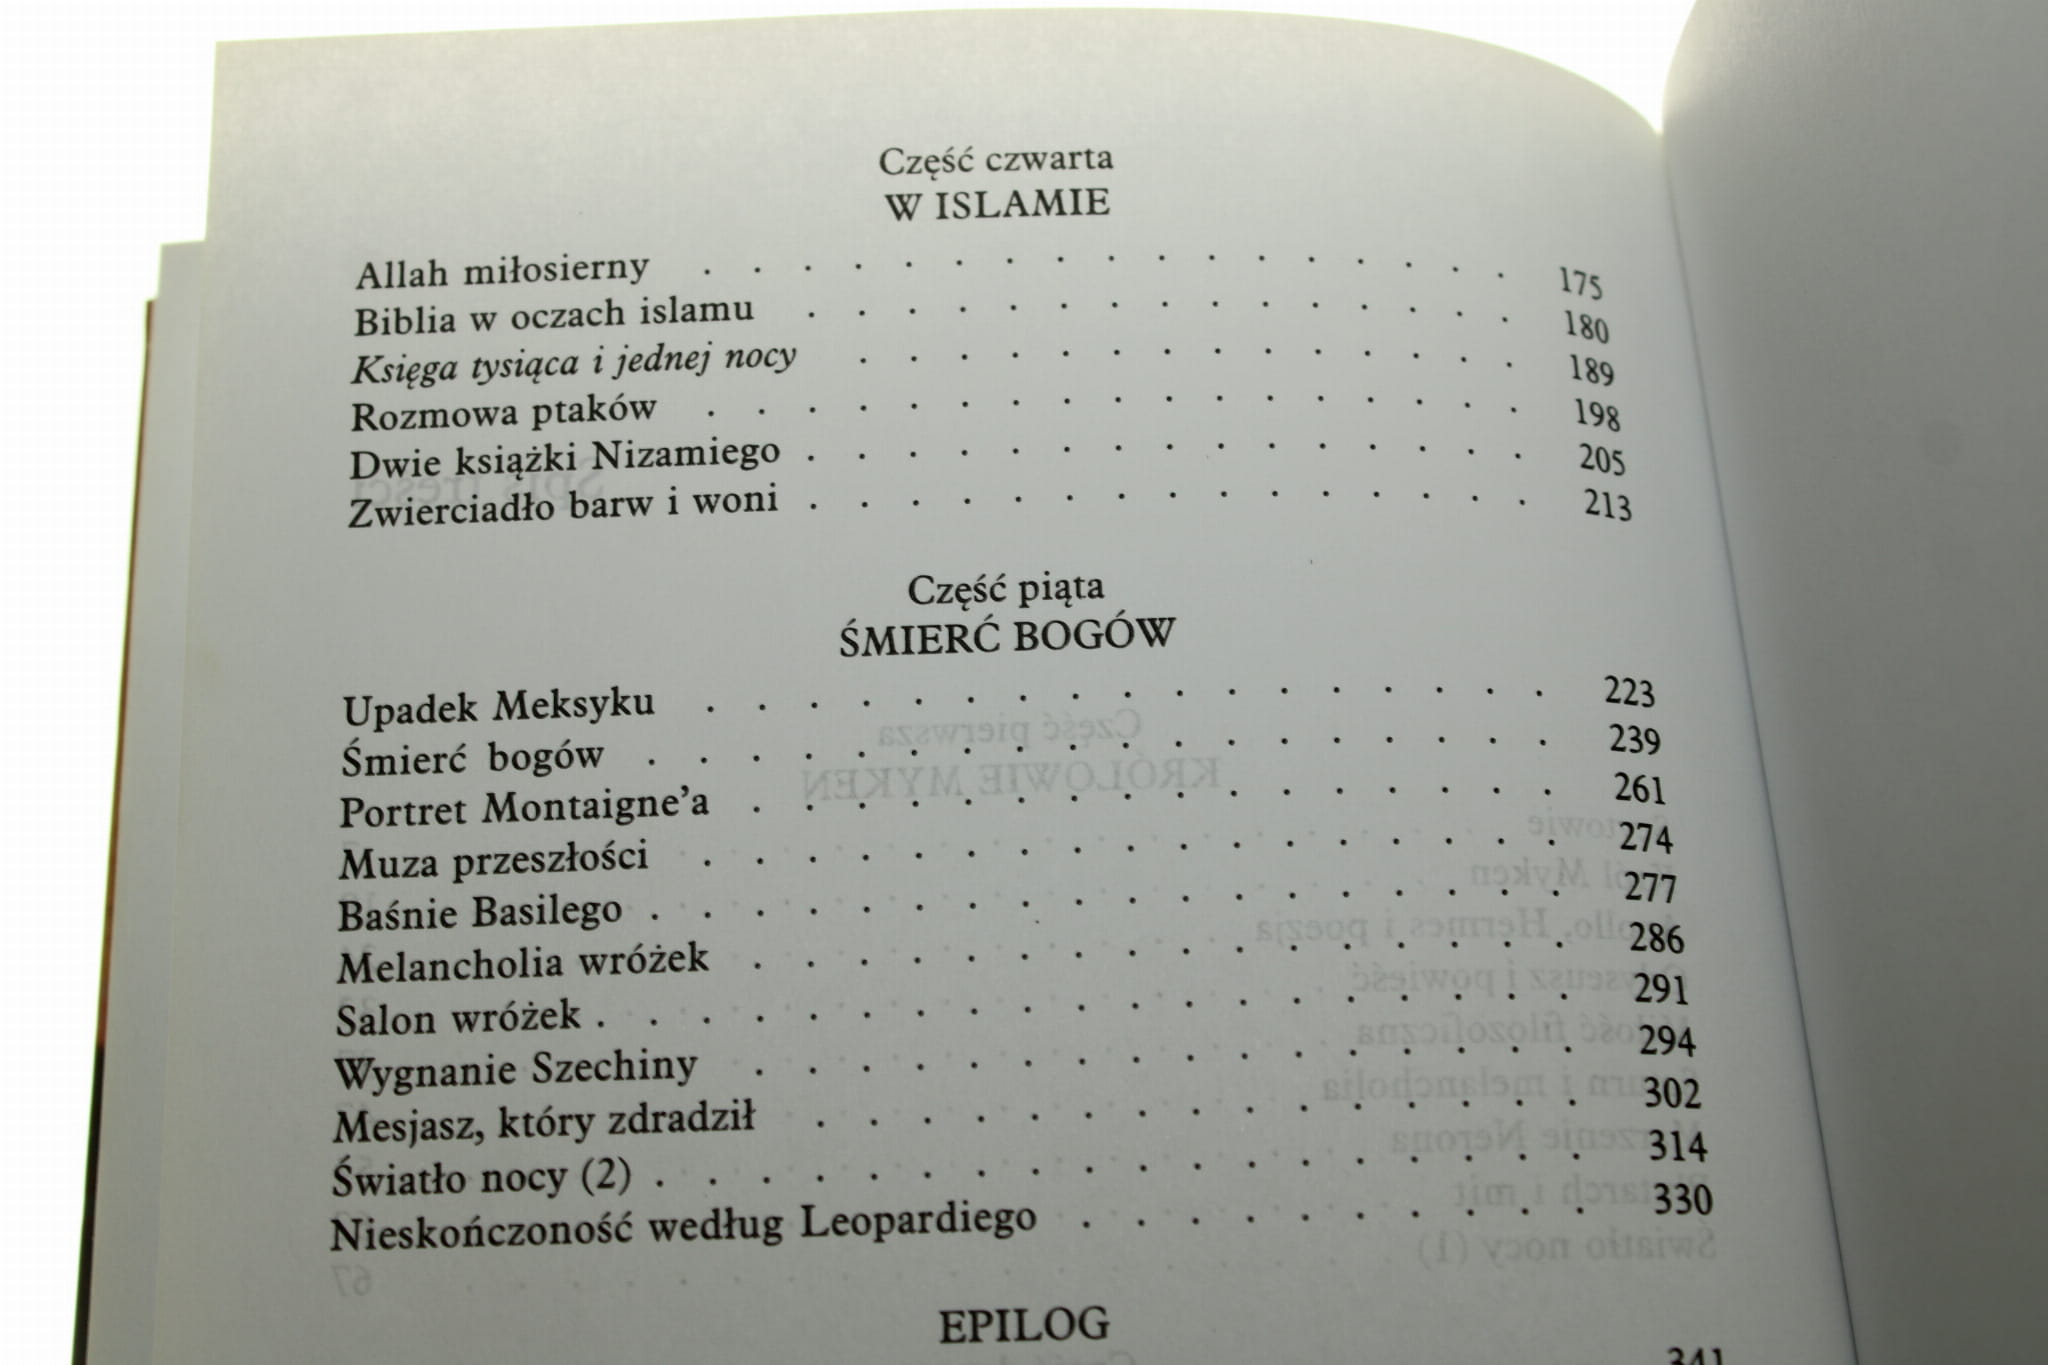 Część czwarta
W ISLAMIE
Allah miłosierny . . . . . . . . . . . . . . . . . 175
Biblia w oczach islamu . . . . . . . . . . . . . . . 180
Księga tysiąca i jednej nocy . . . . . . . . . . . . . . 189
Rozmowa ptaków . . . . . . . . . . . . . . . . . 198
Dwie książki Nizamiego . . . . . . . . . . . . . . . 205
Zwierciadło barw i woni . . . . . . . . . . . . . . . 213
Część piąta
ŚMIERĆ BOGÓW
Upadek Meksyku . . . . . . . . . . . . . . . . . 223
Śmierć bogów . . . . . . . . . . . . . . . . . . 239
Portret Montaigne’a . . . . . . . . . . . . . . . . 261
Muza przeszłości . . . . . . . . . . . . . . . . . 274
Baśnie Basilego . . . . . . . . . . . . . . . . . . 277
Melancholia wróżek . . . . . . . . . . . . . . . . 286
Salon wróżek . . . . . . . . . . . . . . . . . . . 291
Wygnanie Szechiny . . . . . . . . . . . . . . . . 294
Mesjasz, który zdradził . . . . . . . . . . . . . . . 302
Światło nocy (2) . . . . . . . . . . . . . . . . . . 314
Nieskończoność według Leopardiego . . . . . . . . . . 330
EPILOG
341